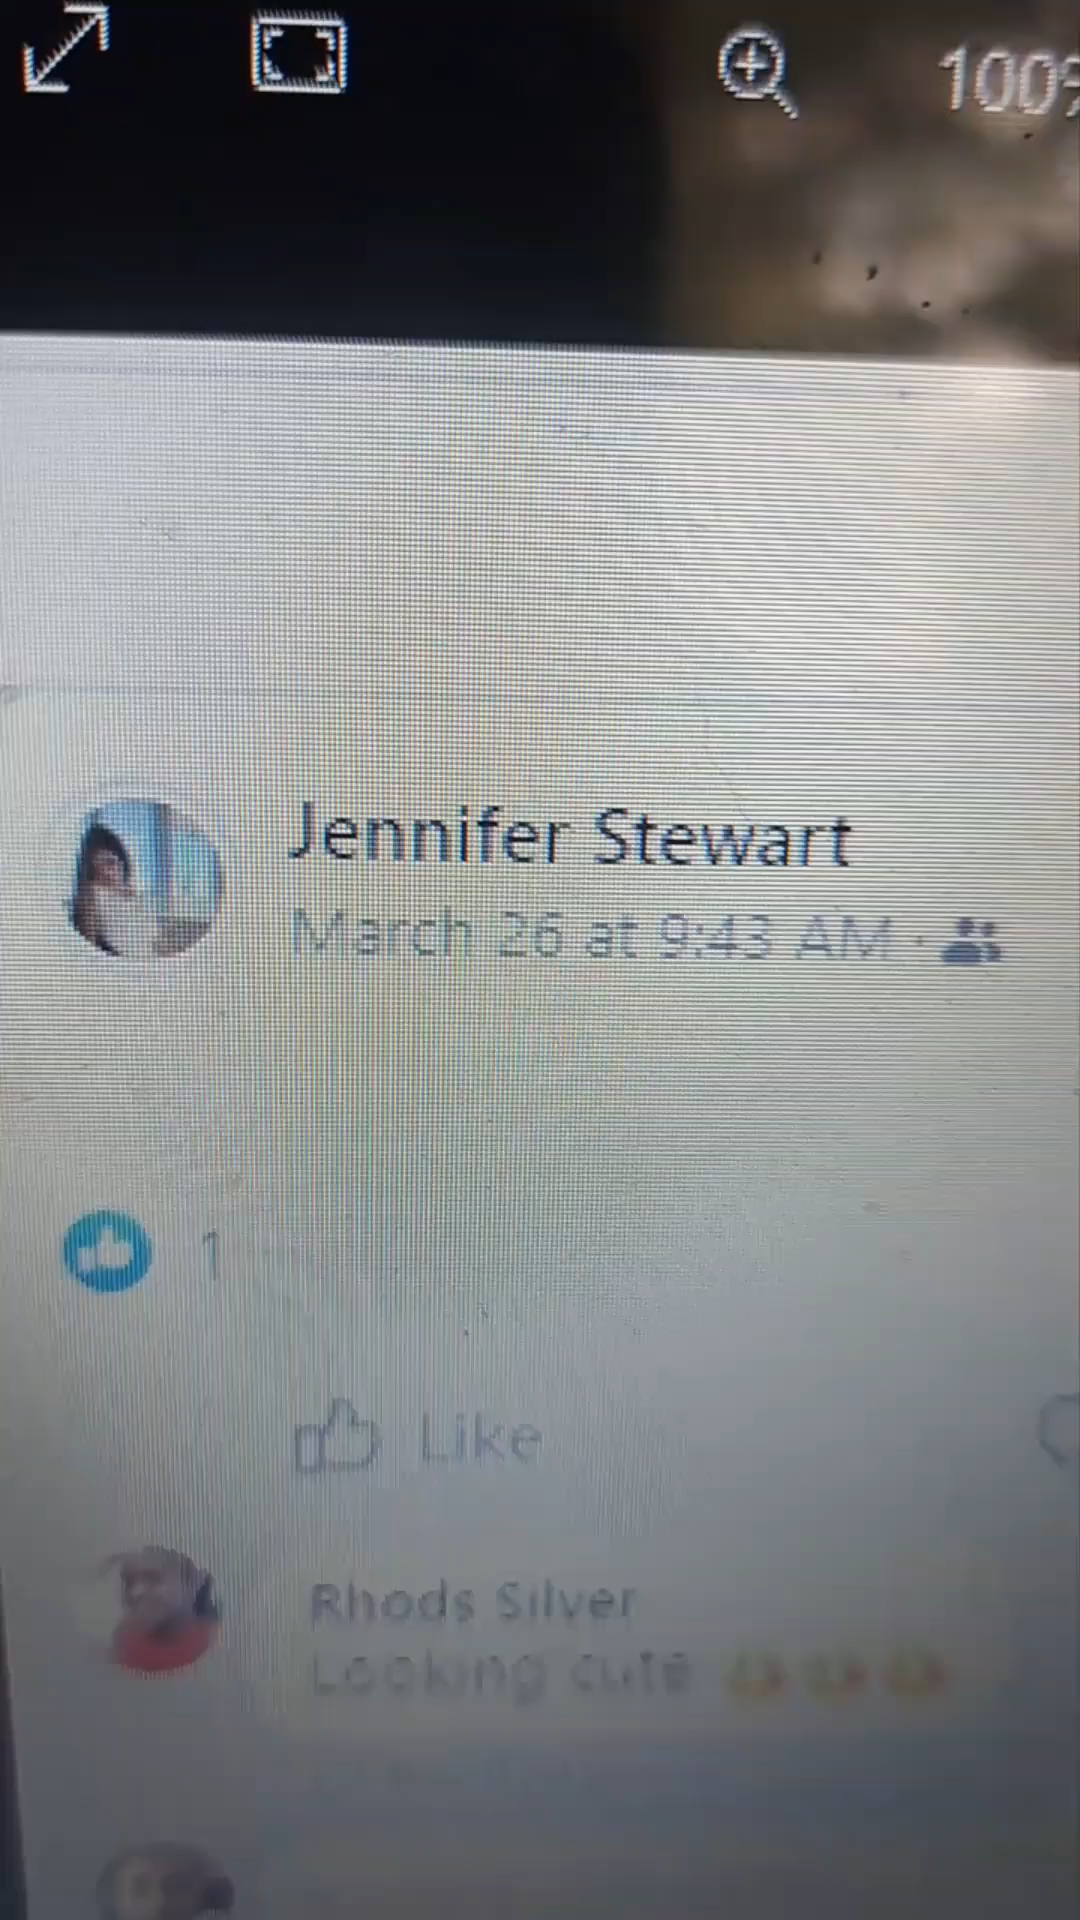 100%
Jennifer Stewart
March 26 at 9:43 AM ·
1
Like
Rhods Silver
Looking cute